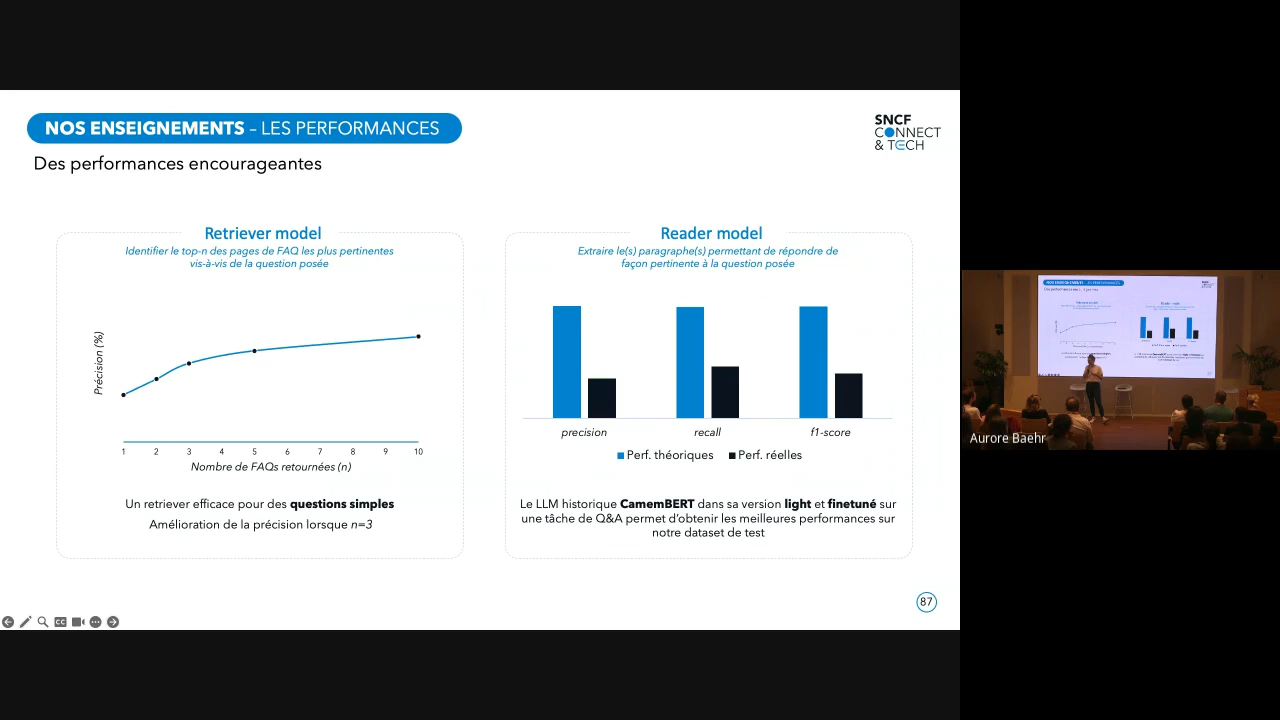 NOS ENSEIGNEMENTS – LES PERFORMANCES
SNCF
CONNECT
& TECH
Des performances encourageantes
Retriever model
Identifier le top-n des pages de FAQ les plus pertinentes
vis-à-vis de la question posée
Précision (%)
1 2 3 4 5 6 7 8 9 10
Nombre de FAQs retournées (n)
Un retriever efficace pour des questions simples
Amélioration de la précision lorsque n=3
Reader model
Extraire le(s) paragraphe(s) permettant de répondre de
façon pertinente à la question posée
precision recall f1-score
Perf. théoriques Perf. réelles
Le LLM historique CamemBERT dans sa version light et finetuné sur
une tâche de Q&A permet d'obtenir les meilleures performances sur
notre dataset de test
87
CC
Aurore Baehr